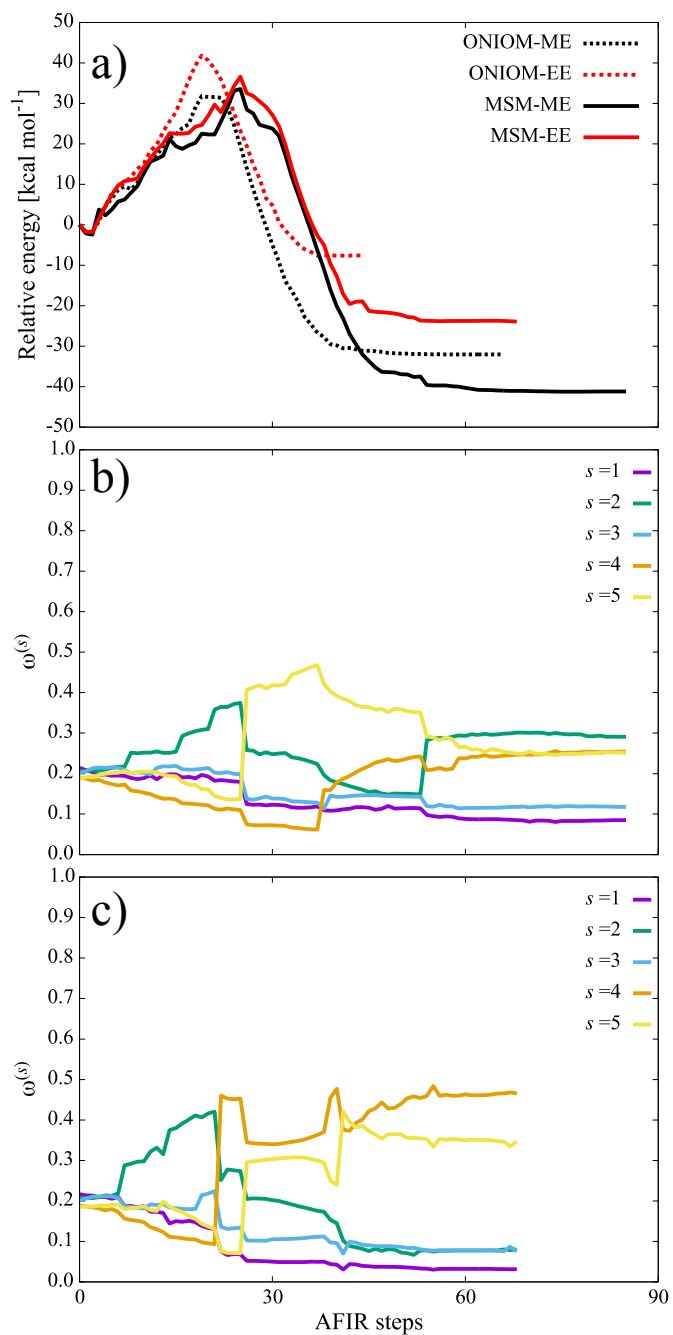 a)
ONIOM-ME
ONIOM-EE
MSM-ME
MSM-EE
Relative energy [kcal mol⁻¹]
50
40
30
20
10
0
-10
-20
-30
-40
-50
b)
s =1
s =2
s =3
s =4
s =5
ω⁽ˢ⁾
1.0
0.9
0.8
0.7
0.6
0.5
0.4
0.3
0.2
0.1
0.0
c)
s =1
s =2
s =3
s =4
s =5
ω⁽ˢ⁾
1.0
0.9
0.8
0.7
0.6
0.5
0.4
0.3
0.2
0.1
0.0
0 30 60 90
AFIR steps